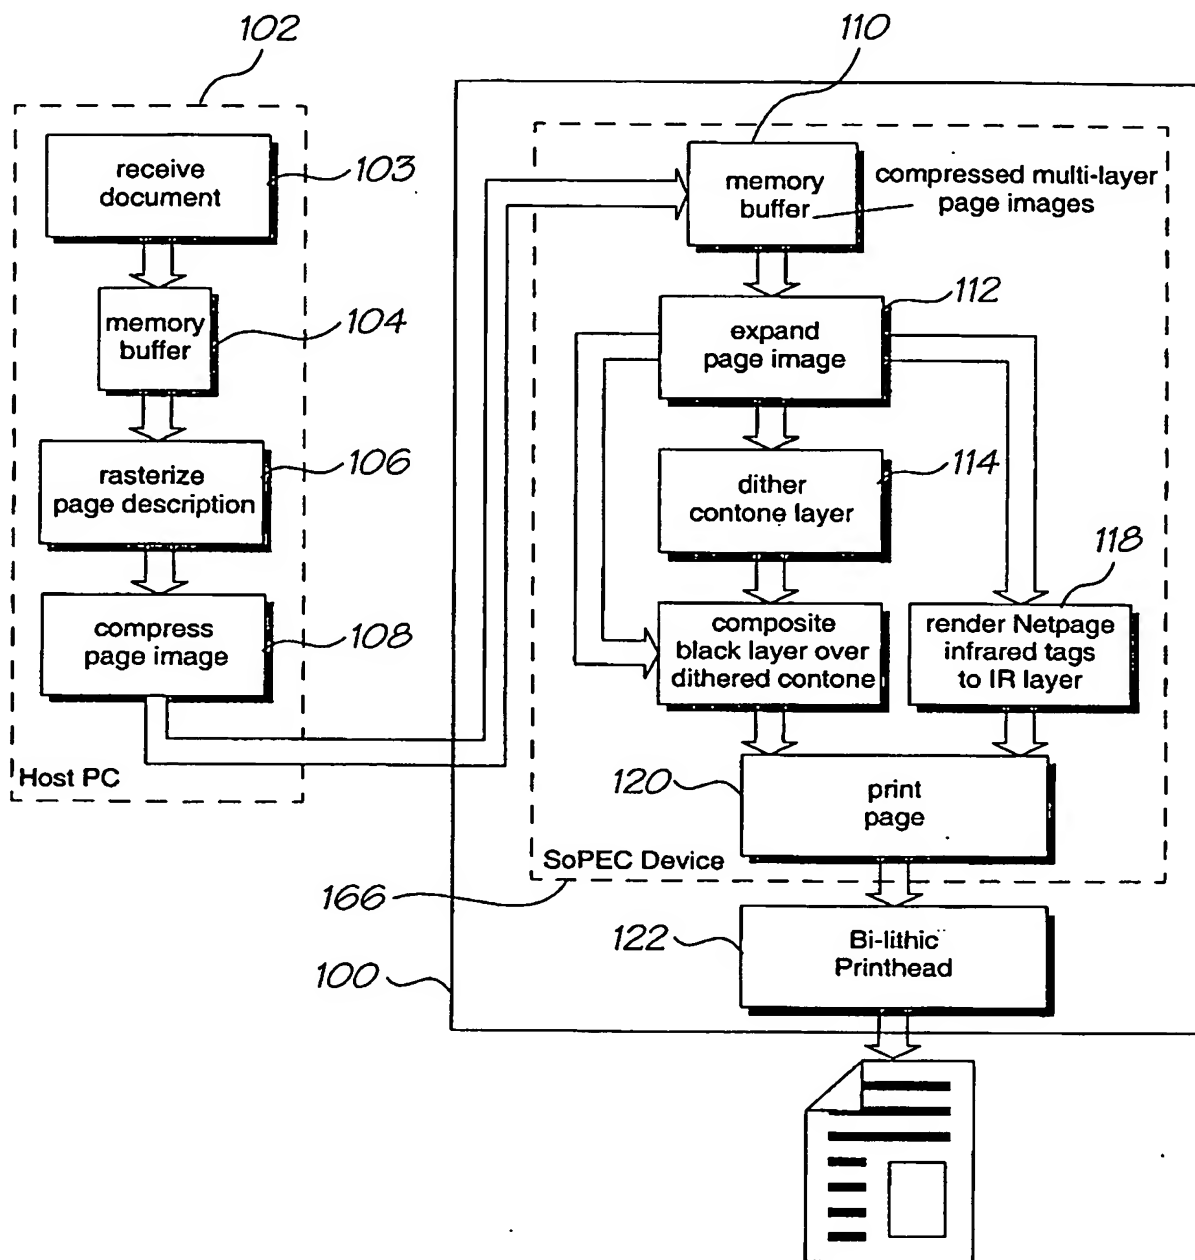 102
receive
document
103
memory
buffer
104
rasterize
page description
106
compress
page image
108
Host PC
110
memory
buffer
compressed multi-layer
page images
expand
page image
112
dither
contone layer
114
composite
black layer over
dithered contone
render Netpage
infrared tags
to IR layer
118
print
page
120
SoPEC Device
166
Bi-lithic
Printhead
122
100